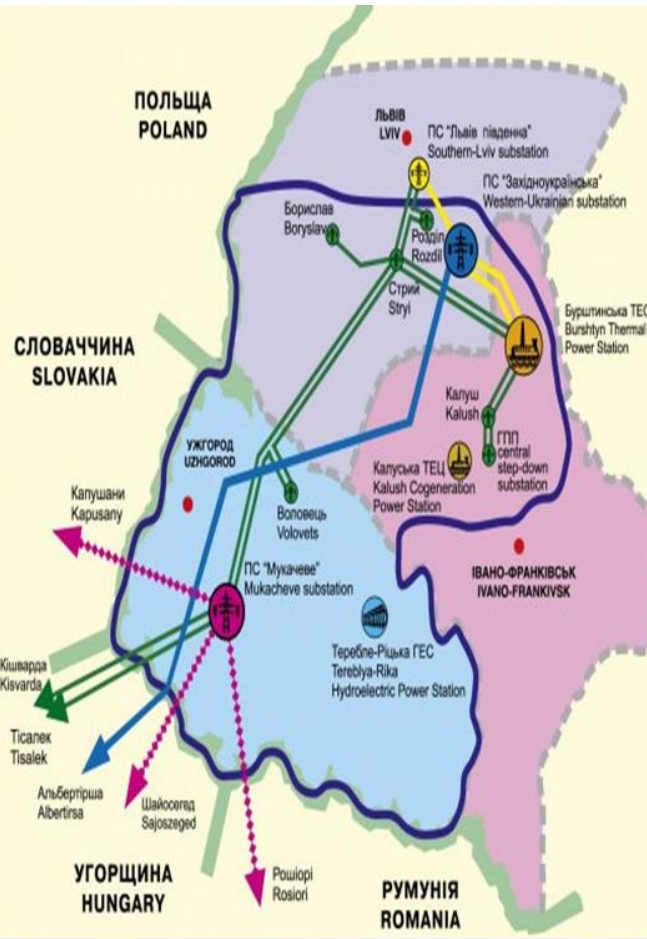 ПОЛЬЩА
POLAND
ЛЬВІВ
LVIV
ПС "Львів південна"
Southern-Lviv substation
ПС "Західноукраїнська"
Western-Ukrainian substation
Борислав
Boryslav
Розділ
Rozdil
Стрий
Stryi
Бурштинська ТЕС
Burshtyn Thermal
Power Station
СЛОВАЧЧИНА
SLOVAKIA
Калуш
Kalush
ГПП
central
step-down
substation
УЖГОРОД
UZHGOROD
Калуська ТЕЦ
Kalush Cogeneration
Power Station
Капушани
Kapusany
Воловець
Volovets
ПС "Мукачеве"
Mukacheve substation
ІВАНО-ФРАНКІВСЬК
IVANO-FRANKIVSK
Теребле-Ріцька ГЕС
Tereblya-Rika
Hydroelectric Power Station
Кішварда
Kisvarda
Тісалек
Tisalek
Альбертірша
Albertirsa
Шайосегед
Sajoszeged
УГОРЩИНА
HUNGARY
Рошіорі
Rosiori
РУМУНІЯ
ROMANIA